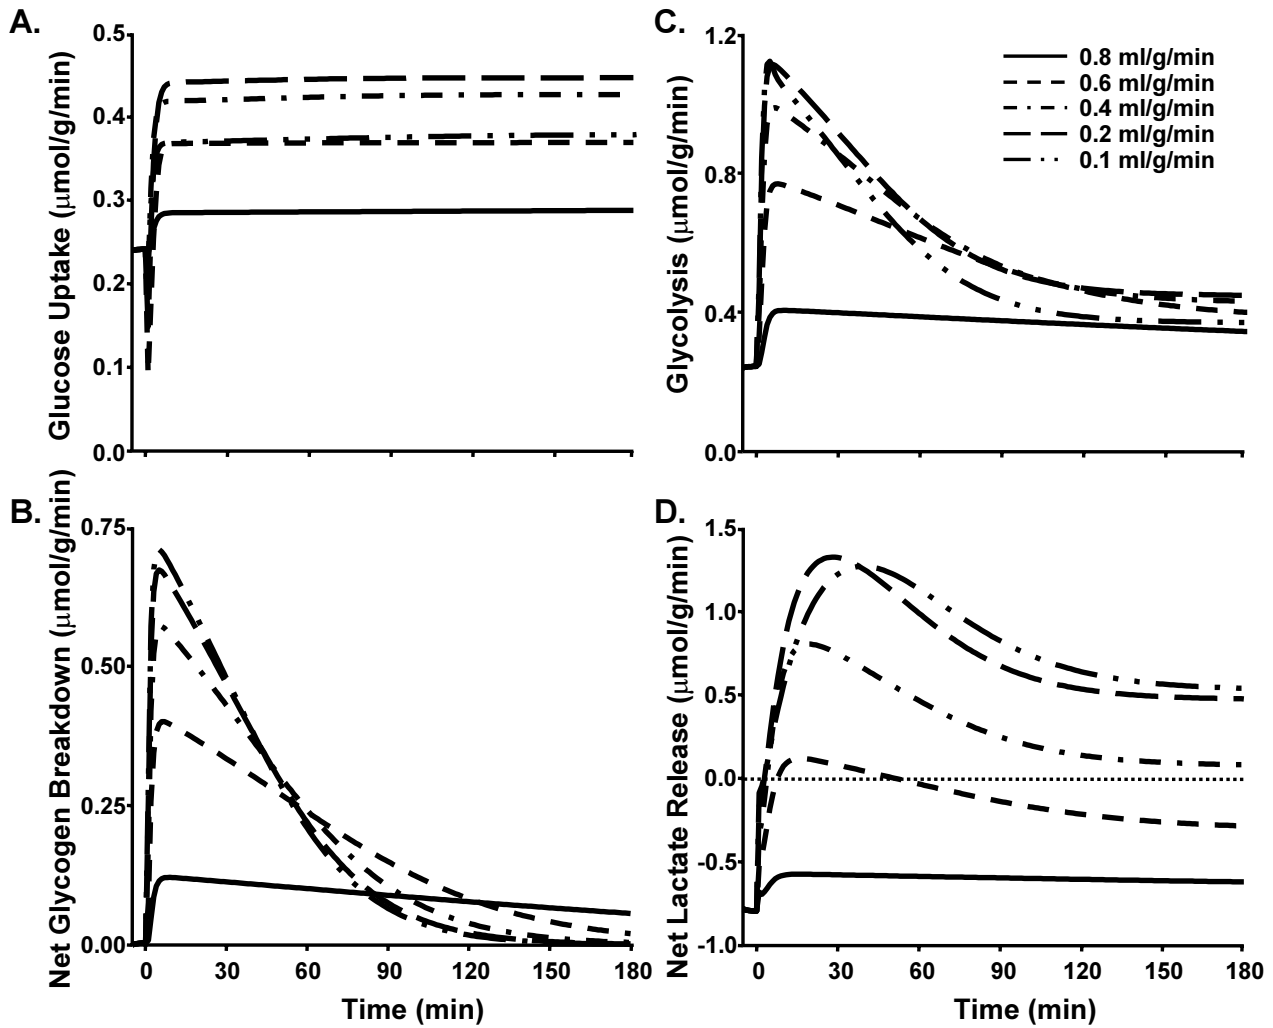 A.
Glucose Uptake (μmol/g/min)
0.5
0.4
0.3
0.2
0.1
0.0
C.
Glycolysis (μmol/g/min)
1.2
0.8
0.4
0.0
0.8 ml/g/min
0.6 ml/g/min
0.4 ml/g/min
0.2 ml/g/min
0.1 ml/g/min
B.
Net Glycogen Breakdown (μmol/g/min)
0.75
0.50
0.25
0.00
0 30 60 90 120 150 180
Time (min)
D.
Net Lactate Release (μmol/g/min)
1.5
1.0
0.5
0.0
-0.5
-1.0
0 30 60 90 120 150 180
Time (min)